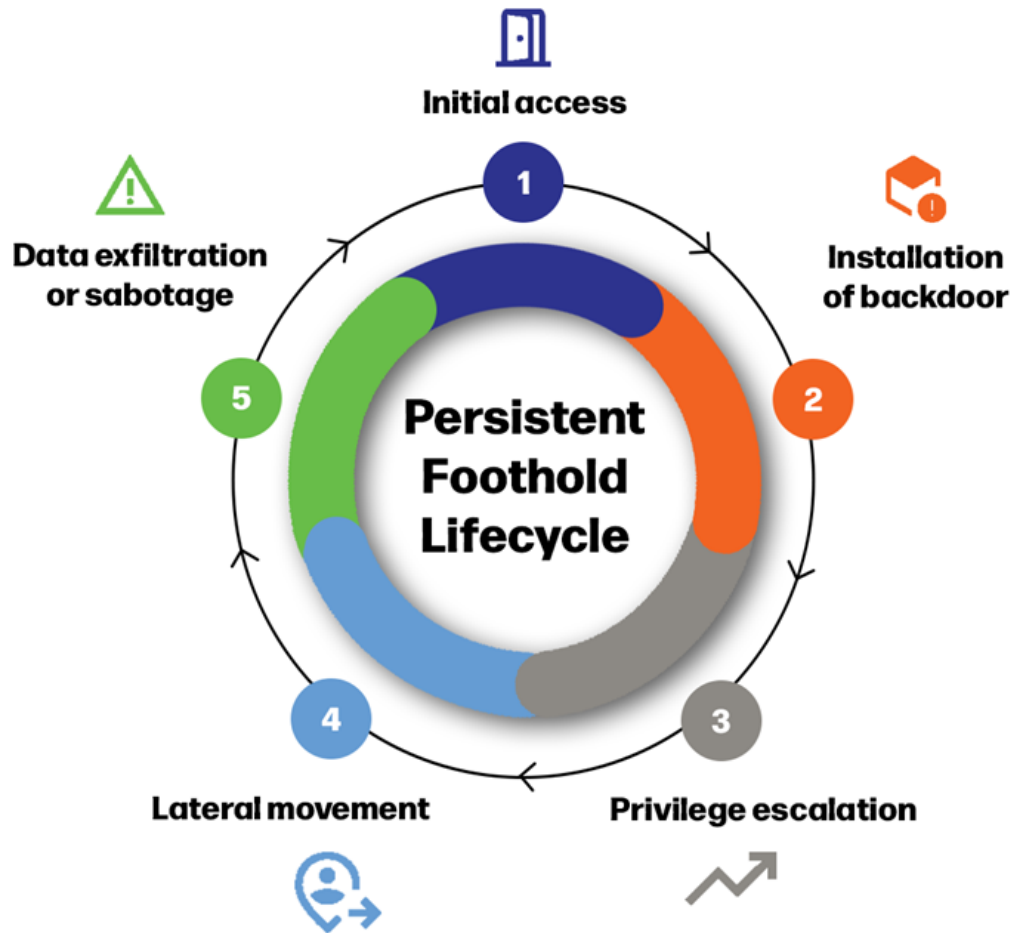 Initial access
1
Installation
of backdoor
2
Privilege escalation
3
Lateral movement
4
Data exfiltration
or sabotage
5
Persistent
Foothold
Lifecycle